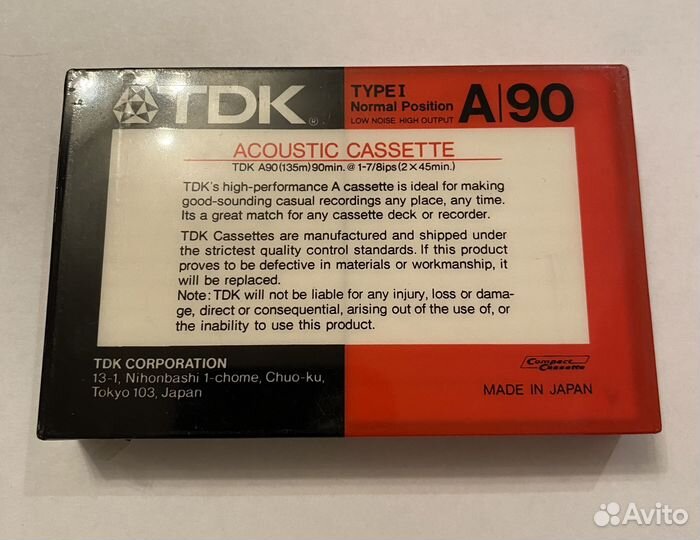 TDK®
TYPE I
Normal Position
LOW NOISE HIGH OUTPUT
A|90
ACOUSTIC CASSETTE
TDK A90(135m)90min. @ 1-7/8ips(2×45min.)
TDK's high-performance A cassette is ideal for making
good-sounding casual recordings any place, any time.
Its a great match for any cassette deck or recorder.
TDK Cassettes are manufactured and shipped under
the strictest quality control standards. If this product
proves to be defective in materials or workmanship, it
will be replaced.
Note: TDK will not be liable for any injury, loss or dama-
ge, direct or consequential, arising out of the use of, or
the inability to use this product.
TDK CORPORATION
13-1, Nihonbashi 1-chome, Chuo-ku,
Tokyo 103, Japan
Compact
Cassette
MADE IN JAPAN
Avito